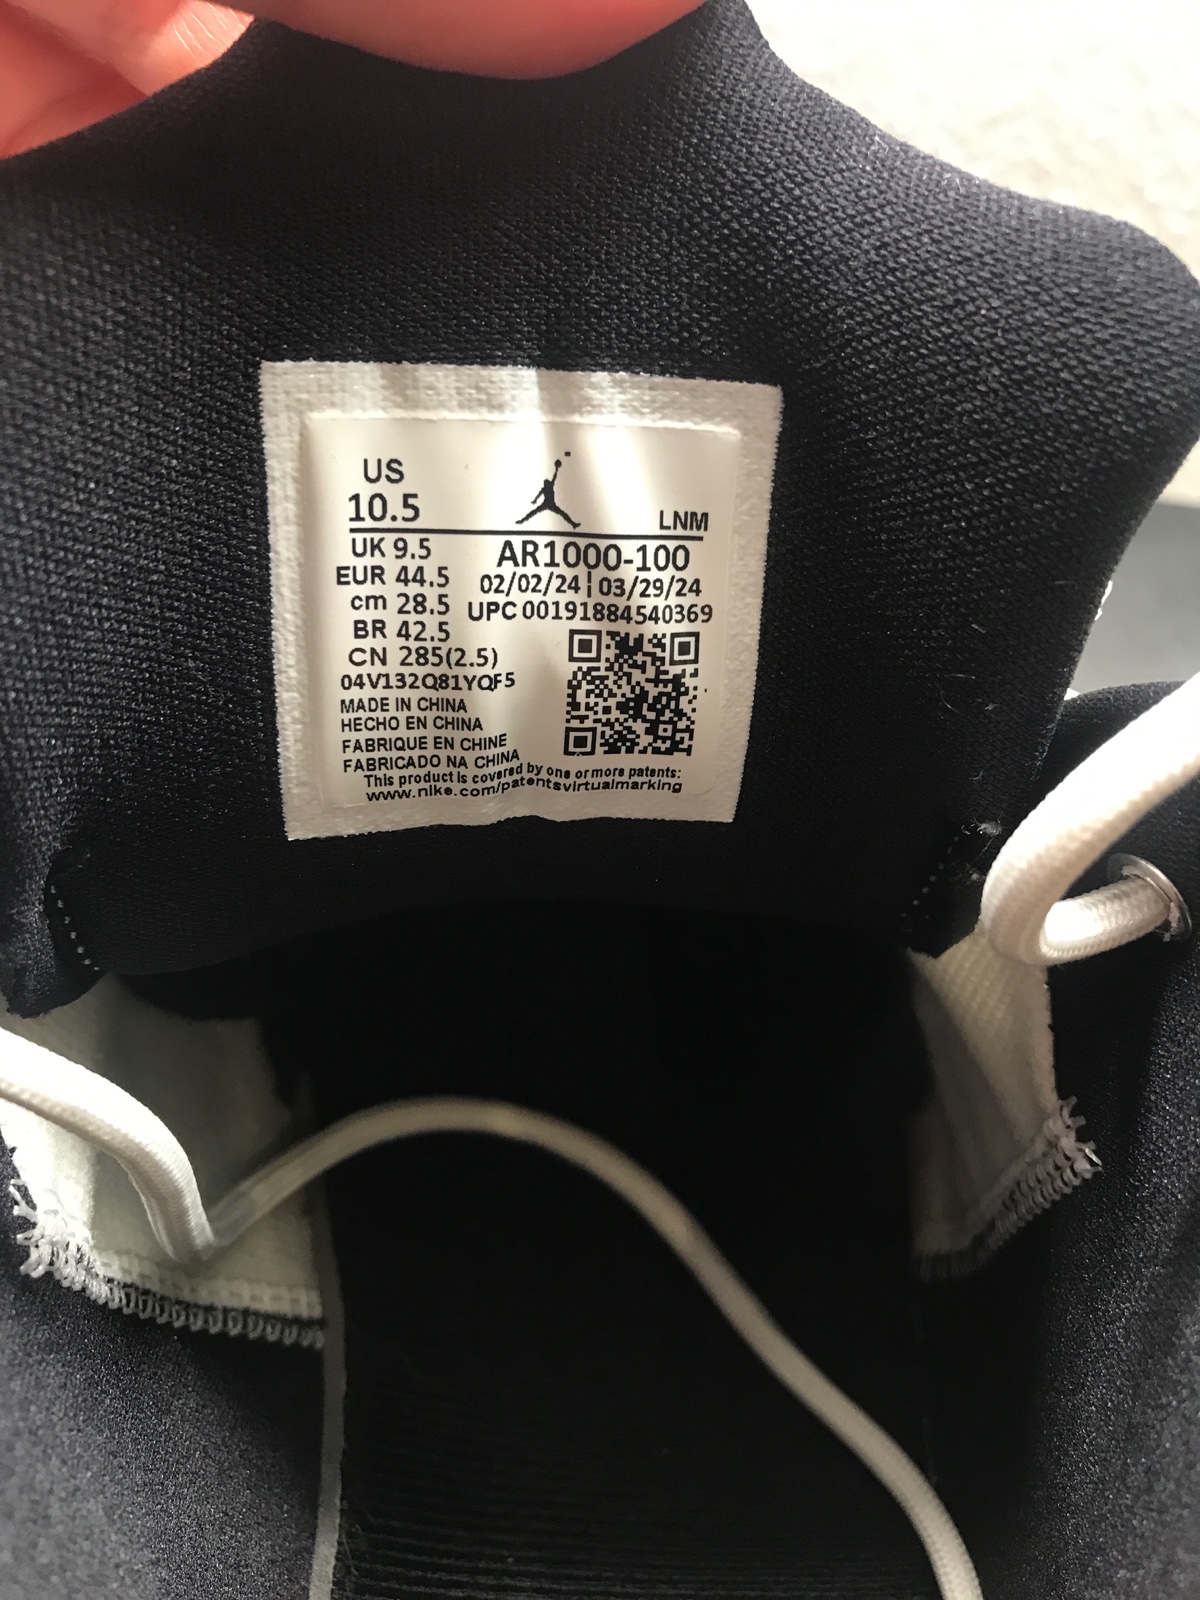 US
10.5
LNM
UK 9.5
AR1000-100
EUR 44.5
02/02/24 | 03/29/24
cm 28.5
UPC 00191884540369
BR 42.5
CN 285(2.5)
04V132Q81YQF5
MADE IN CHINA
HECHO EN CHINA
FABRIQUE EN CHINE
FABRICADO NA CHINA
This product is covered by one or more patents:
www.nike.com/patentsvirtualmarking